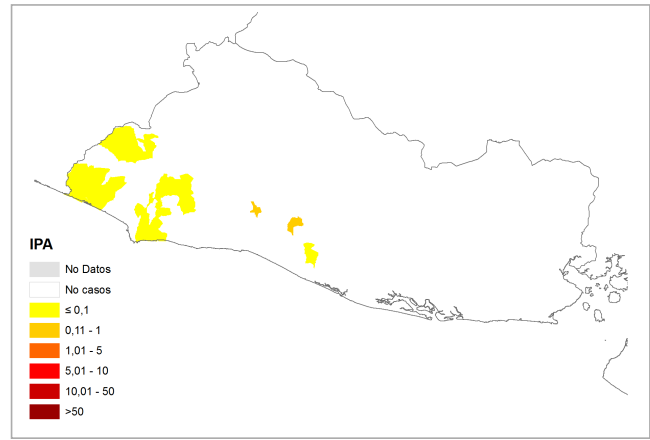 IPA
No Datos
No casos
≤ 0,1
0,11 - 1
1,01 - 5
5,01 - 10
10,01 - 50
>50